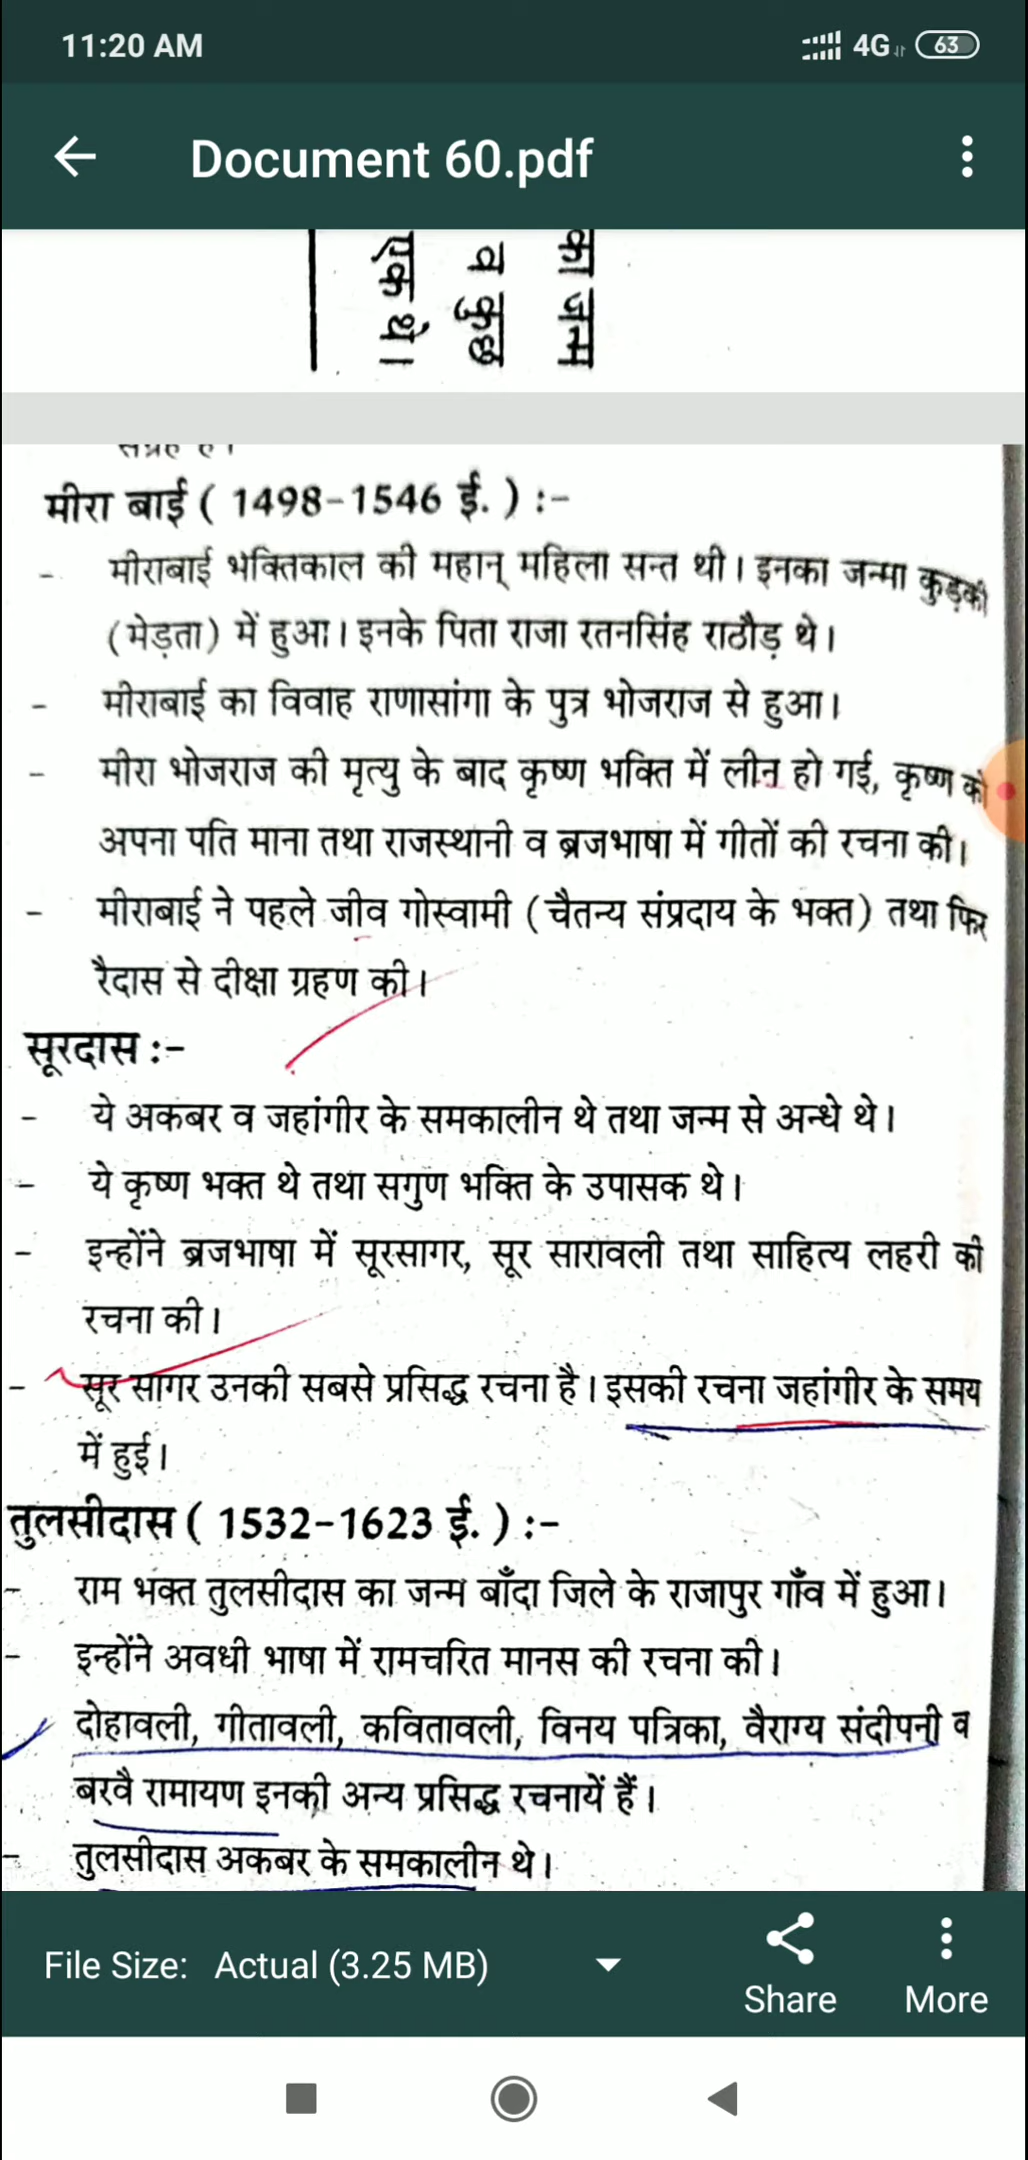 11:20 AM
4G 63
Document 60.pdf
का जन्म
व कुछ
एक थे।
मीरा बाई ( 1498-1546 ई. ) :-
- मीराबाई भक्तिकाल की महान् महिला सन्त थी। इनका जन्मा कुड़की
(मेड़ता) में हुआ। इनके पिता राजा रतनसिंह राठौड़ थे।
- मीराबाई का विवाह राणासांगा के पुत्र भोजराज से हुआ।
- मीरा भोजराज की मृत्यु के बाद कृष्ण भक्ति में लीन हो गई, कृष्ण को
अपना पति माना तथा राजस्थानी व ब्रजभाषा में गीतों की रचना की।
- मीराबाई ने पहले जीव गोस्वामी (चैतन्य संप्रदाय के भक्त) तथा फिर
रैदास से दीक्षा ग्रहण की।
सूरदास :-
- ये अकबर व जहांगीर के समकालीन थे तथा जन्म से अन्धे थे।
- ये कृष्ण भक्त थे तथा सगुण भक्ति के उपासक थे।
- इन्होंने ब्रजभाषा में सूरसागर, सूर सारावली तथा साहित्य लहरी की
रचना की।
- सूर सागर उनकी सबसे प्रसिद्ध रचना है। इसकी रचना जहांगीर के समय
में हुई।
तुलसीदास ( 1532-1623 ई. ) :-
- राम भक्त तुलसीदास का जन्म बाँदा जिले के राजापुर गाँव में हुआ।
- इन्होंने अवधी भाषा में रामचरित मानस की रचना की।
दोहावली, गीतावली, कवितावली, विनय पत्रिका, वैराग्य संदीपनी व
बरवै रामायण इनकी अन्य प्रसिद्ध रचनायें हैं।
- तुलसीदास अकबर के समकालीन थे।
File Size: Actual (3.25 MB)
Share
More